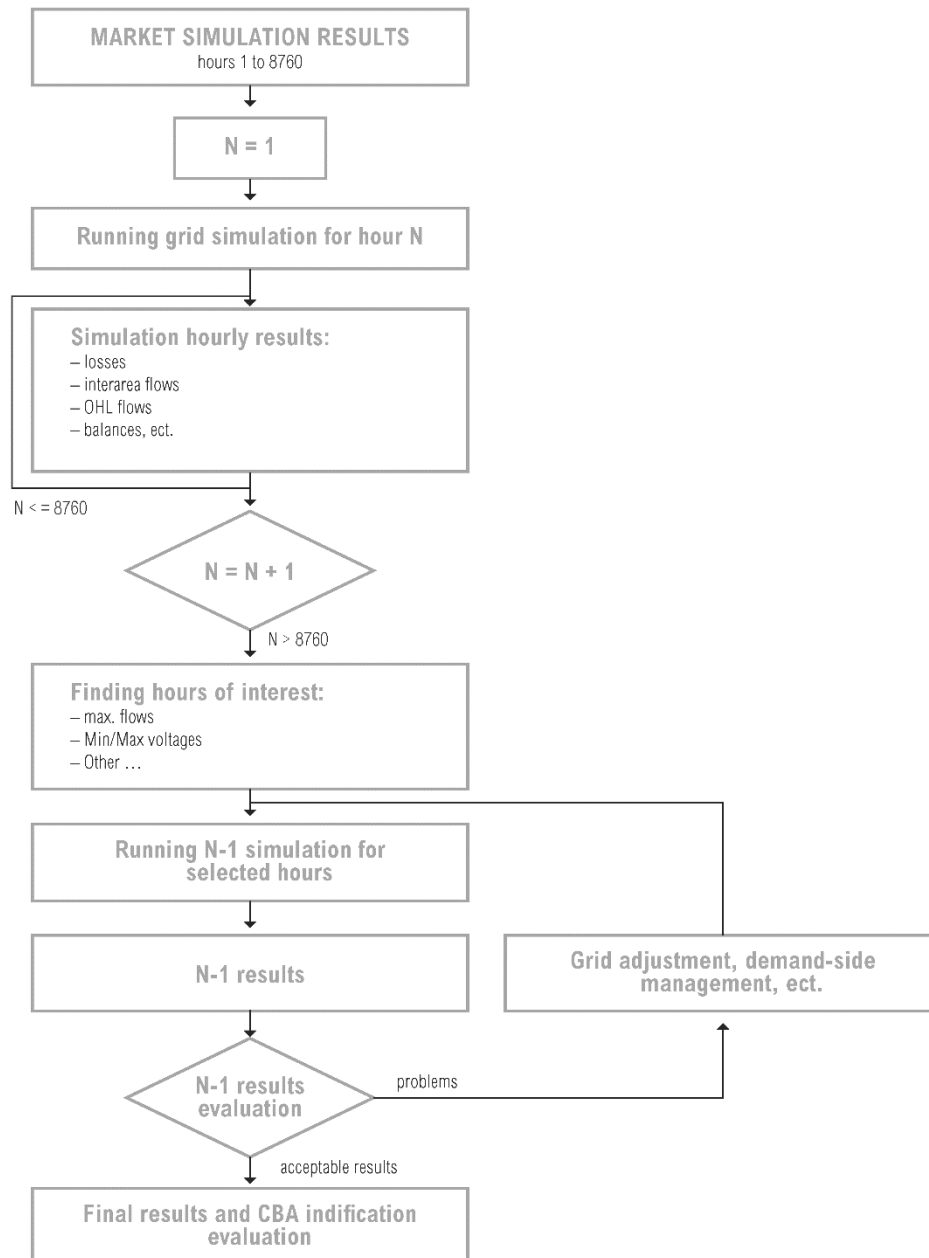 MARKET SIMULATION RESULTS
hours 1 to 8760
N = 1
Running grid simulation for hour N
Simulation hourly results:
– losses
– interarea flows
– OHL flows
– balances, ect.
N < = 8760
N = N + 1
N > 8760
Finding hours of interest:
– max. flows
– Min/Max voltages
– Other …
Running N-1 simulation for
selected hours
N-1 results
Grid adjustment, demand-side
management, ect.
N-1 results
evaluation
problems
acceptable results
Final results and CBA indification
evaluation